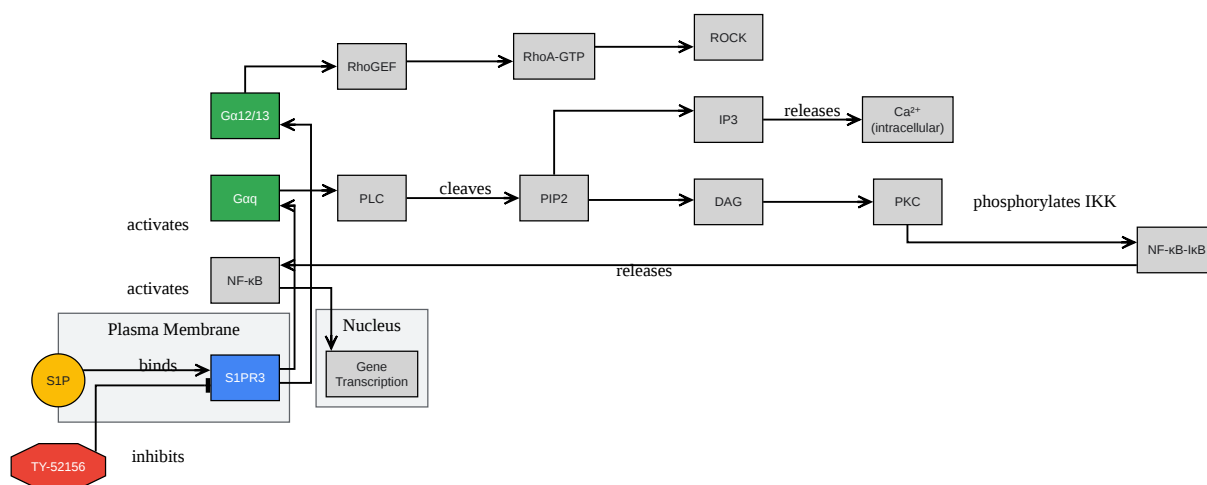 ROCK
RhoGEF
RhoA-GTP
Gα12/13
IP3
releases
Ca²⁺
(intracellular)
Gαq
PLC
cleaves
PIP2
DAG
PKC
phosphorylates IKK
activates
NF-κB-IκB
releases
NF-κB
activates
Plasma Membrane
Nucleus
S1P
binds
S1PR3
Gene
Transcription
TY-52156
inhibits